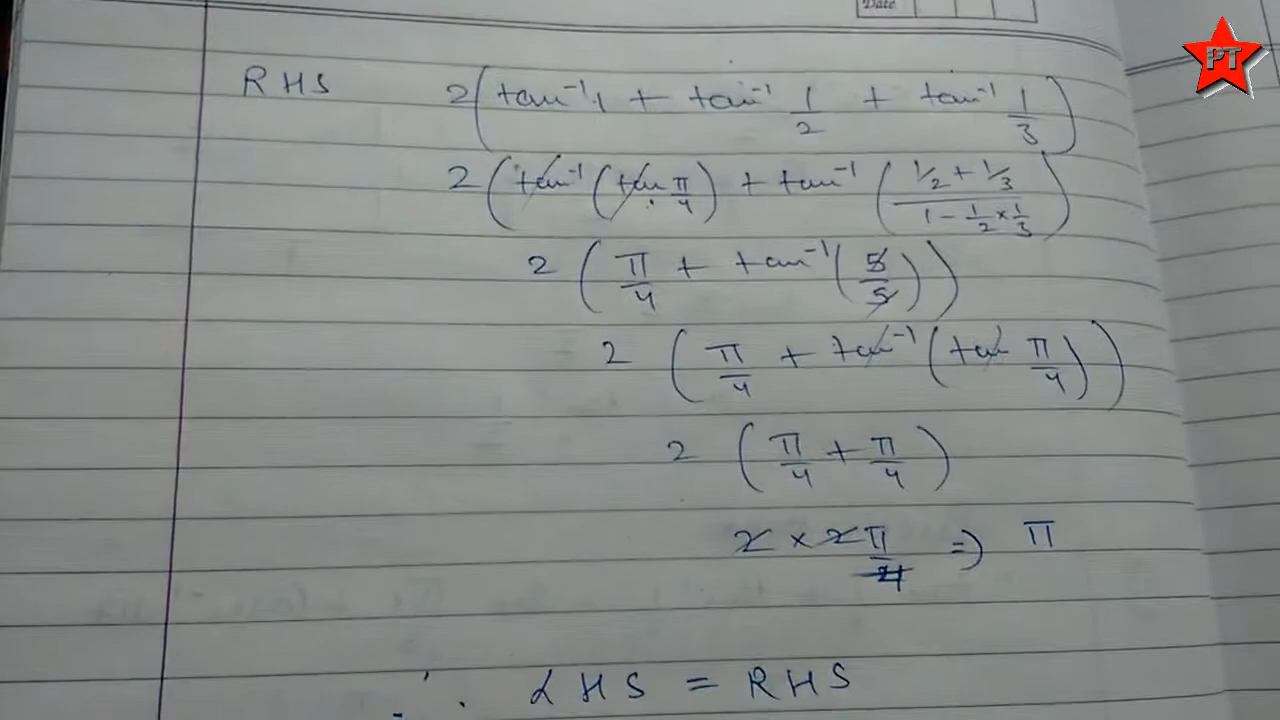 Date
PT
RHS 2(tan⁻¹1 + tan⁻¹ 1/2 + tan⁻¹ 1/3)
2(tan⁻¹(tan π/4) + tan⁻¹((1/2 + 1/3)/(1 - 1/2 × 1/3)))
2(π/4 + tan⁻¹(5/5))
2(π/4 + tan⁻¹(tan π/4))
2(π/4 + π/4)
2 × 2π/4 ⇒ π
∴ LHS = RHS